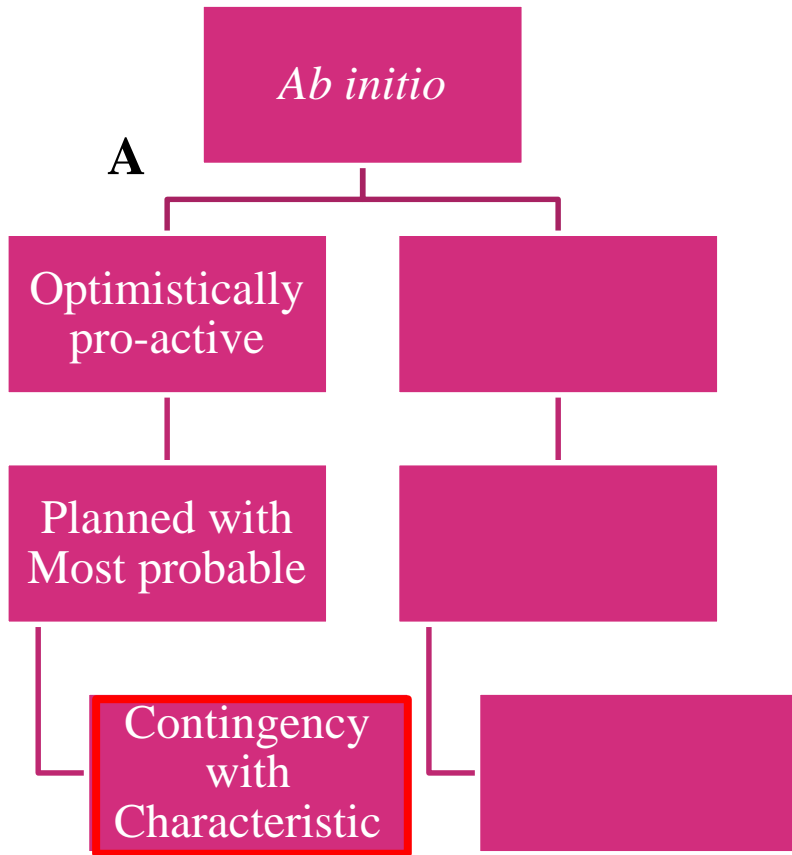 Ab initio
A
Optimistically
pro-active
Planned with
Most probable
Contingency
with
Characteristic